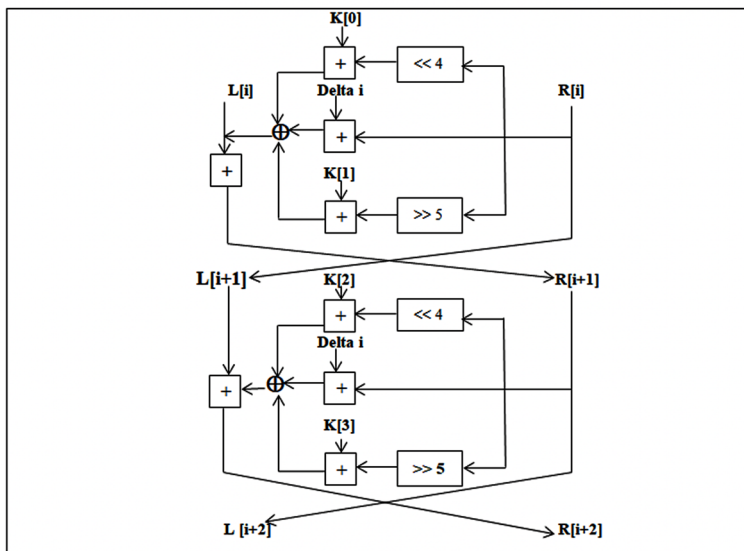 K[0]
+
<< 4
L[i]
Delta i
R[i]
+
+
K[1]
+
>> 5
L[i+1]
K[2]
R[i+1]
+
<< 4
Delta i
+
+
K[3]
+
>> 5
L [i+2]
R[i+2]